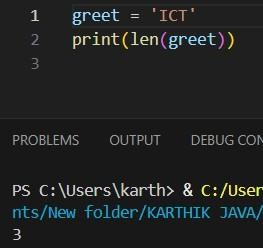 1 greet = 'ICT'
2 print(len(greet))
3
PROBLEMS OUTPUT DEBUG CON
PS C:\Users\karth> & C:/User
nts/New folder/KARTHIK JAVA/
3